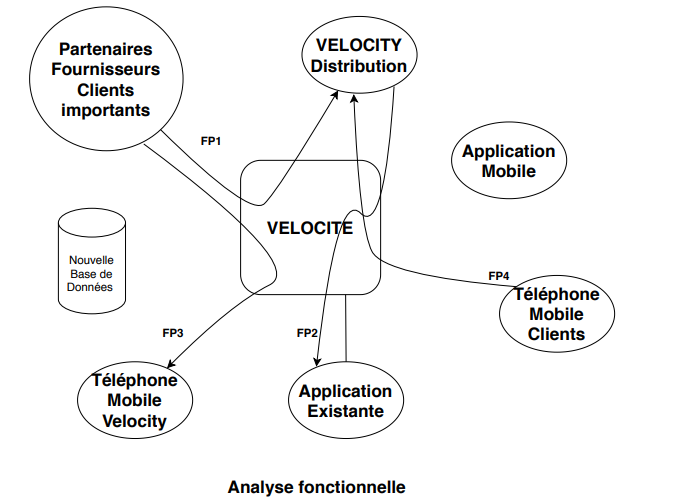 Partenaires
Fournisseurs
Clients
importants
VELOCITY
Distribution
FP1
Application
Mobile
VELOCITE
Nouvelle
Base de
Données
FP4
Téléphone
Mobile
Clients
FP3
FP2
Téléphone
Mobile
Velocity
Application
Existante
Analyse fonctionnelle